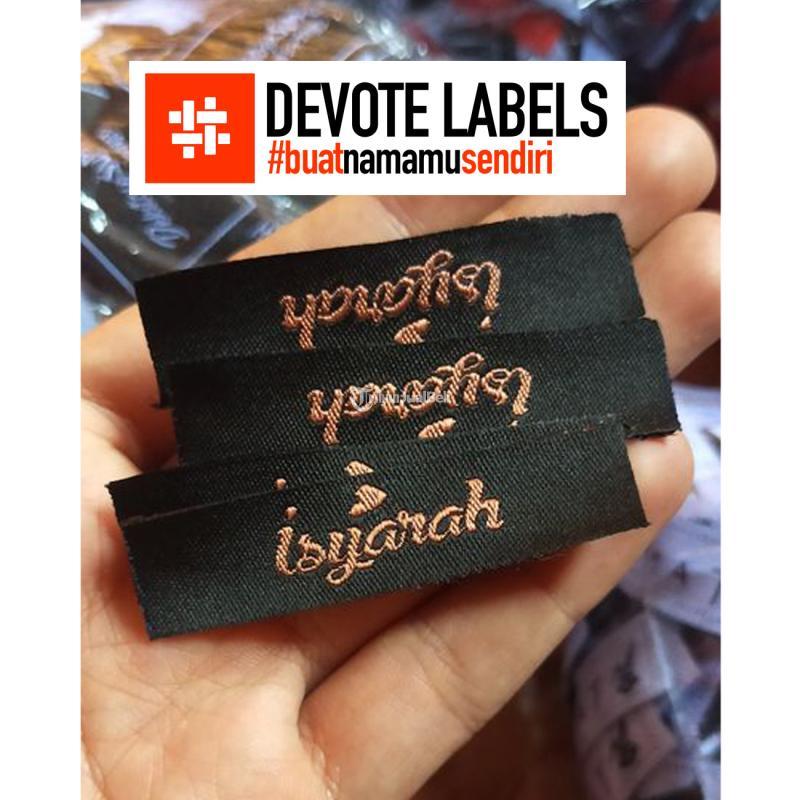 DEVOTE LABELS
#buatnamamusendiri
isyarah
isyarah
isyarah